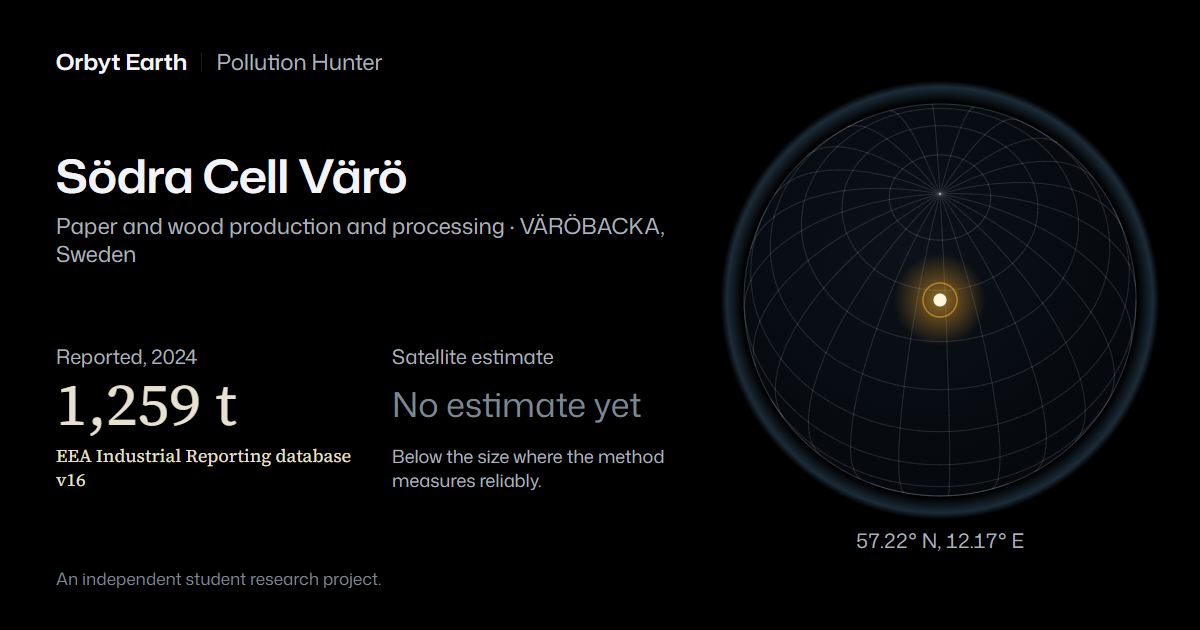 Orbyt Earth | Pollution Hunter
Södra Cell Värö
Paper and wood production and processing · VÄRÖBACKA,
Sweden
Reported, 2024
1,259 t
EEA Industrial Reporting database
v16
Satellite estimate
No estimate yet
Below the size where the method
measures reliably.
57.22° N, 12.17° E
An independent student research project.